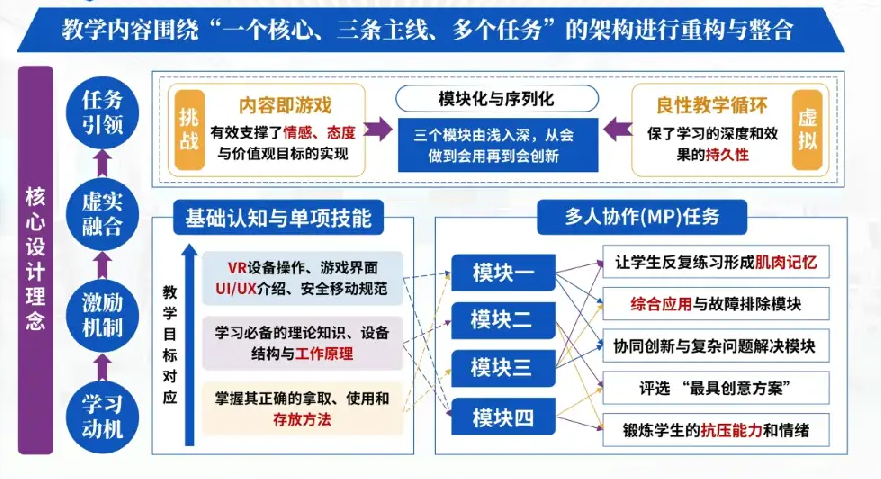 教学内容围绕“一个核心、三条主线、多个任务”的架构进行重构与整合
核心设计理念
任务
引领
虚实
融合
激励
机制
学习
动机
挑战
内容即游戏
有效支撑了情感、态度
与价值观目标的实现
模块化与序列化
三个模块由浅入深，从会
做到会用再到会创新
良性教学循环
保了学习的深度和效
果的持久性
虚拟
基础认知与单项技能
教学目标对应
VR设备操作、游戏界面
UI/UX介绍、安全移动规范
学习必备的理论知识、设备
结构与工作原理
掌握其正确的拿取、使用和
存放方法
多人协作(MP)任务
模块一
模块二
模块三
模块四
让学生反复练习形成肌肉记忆
综合应用与故障排除模块
协同创新与复杂问题解决模块
评选 “最具创意方案”
锻炼学生的抗压能力和情绪